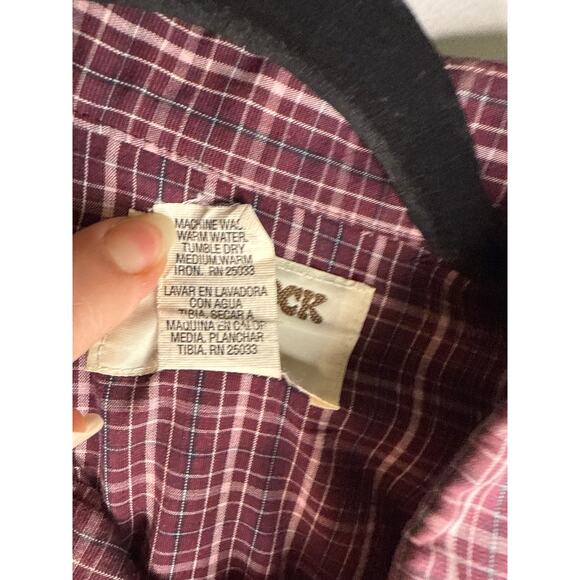 MACHINE WAS
WARM WATER.
TUMBLE DRY
MEDIUM.WARM
IRON. RN 25033
LAVAR EN LAVADORA
CON AGUA
TIBIA. SECAR A
MAQUINA EN CALOR
MEDIA. PLANCHAR
TIBIA. RN 25033
CK